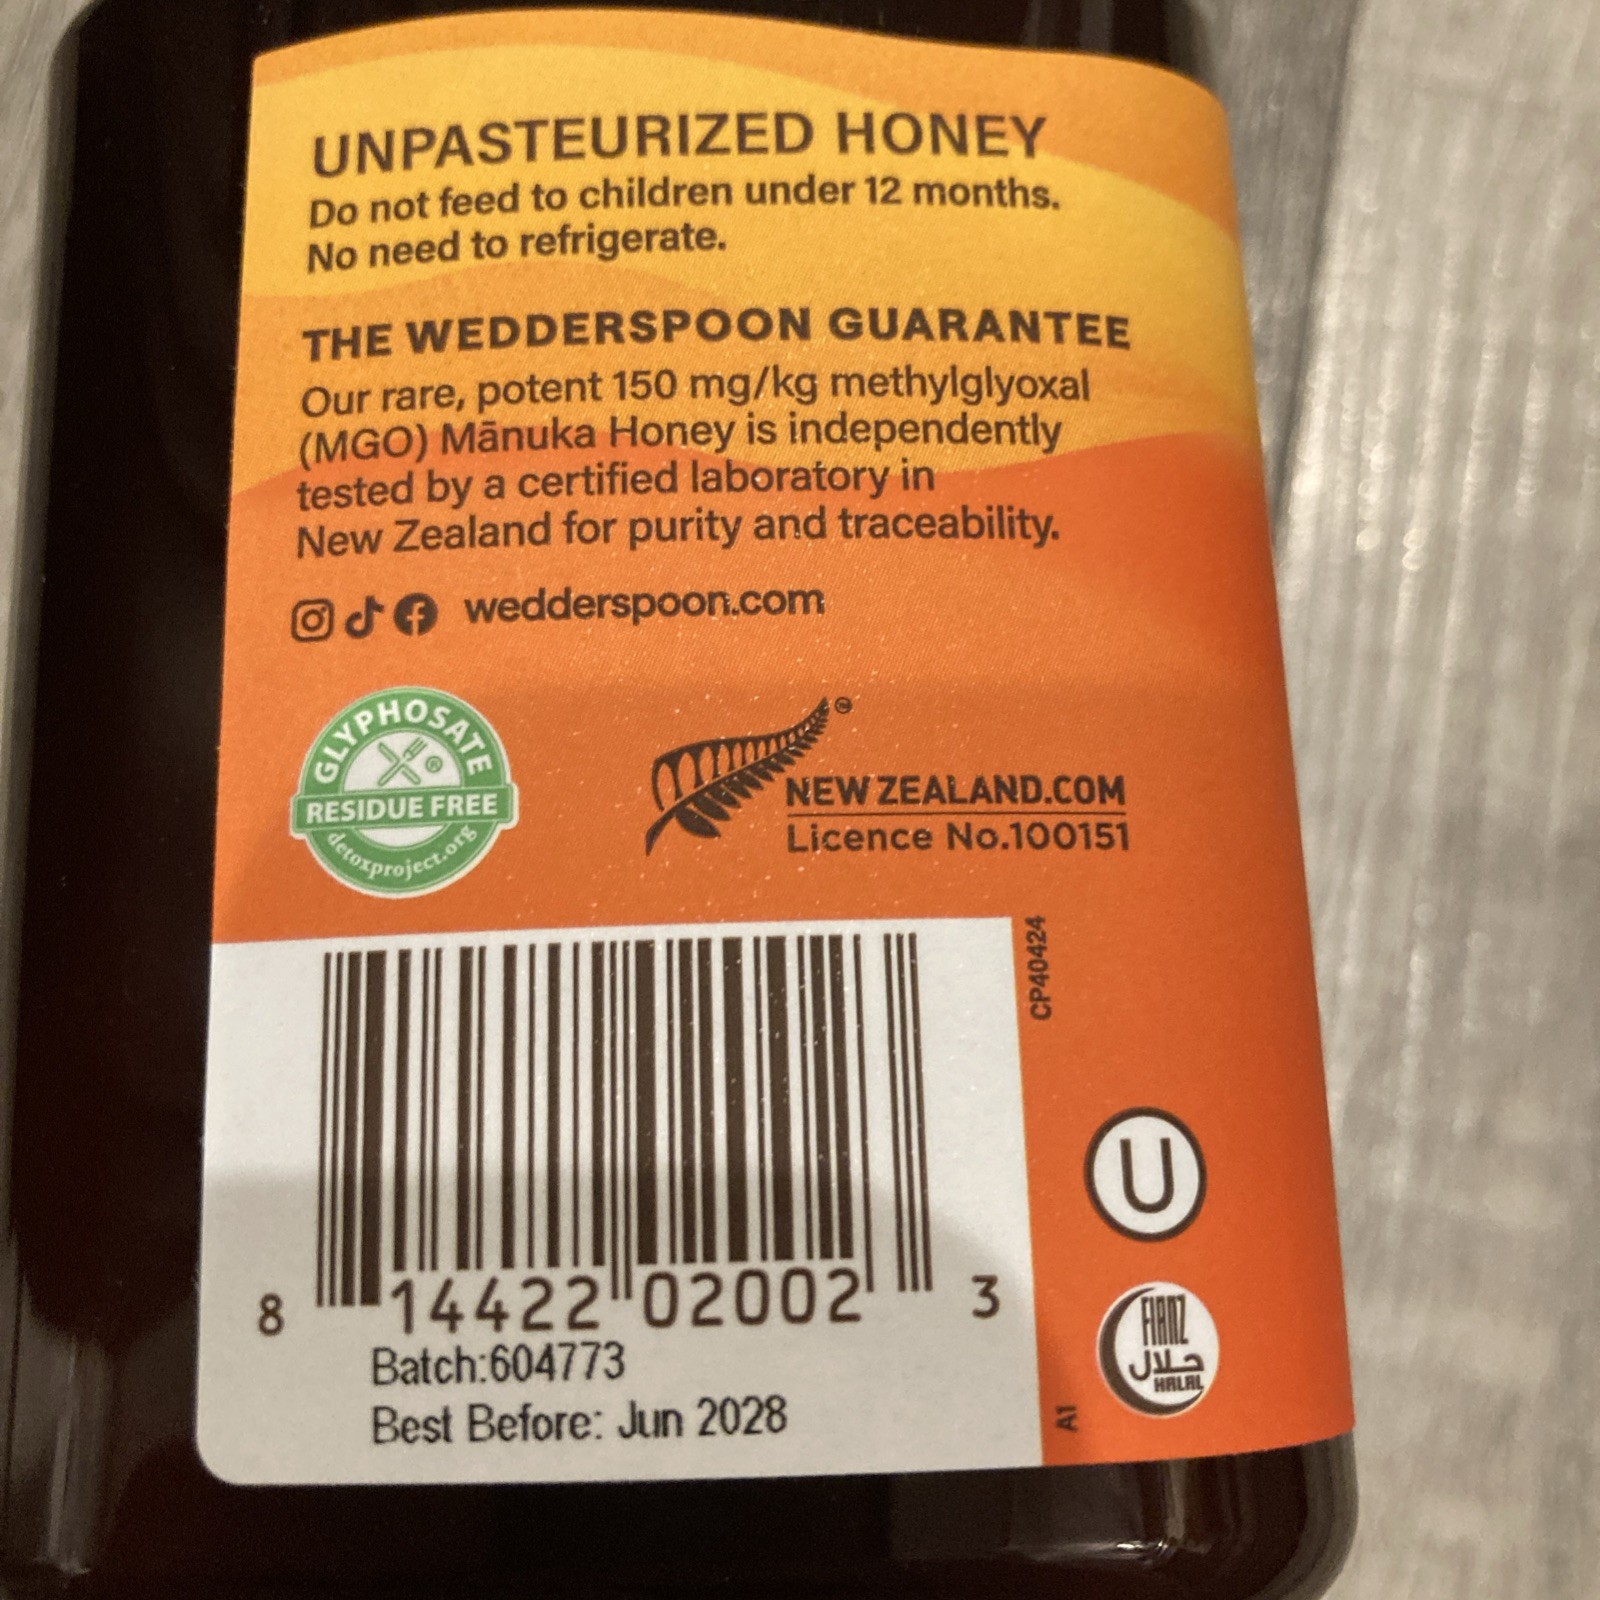 UNPASTEURIZED HONEY
Do not feed to children under 12 months.
No need to refrigerate.
THE WEDDERSPOON GUARANTEE
Our rare, potent 150 mg/kg methylglyoxal
(MGO) Mānuka Honey is independently
tested by a certified laboratory in
New Zealand for purity and traceability.
wedderspoon.com
GLYPHOSATE
RESIDUE FREE
detoxproject.org
NEW ZEALAND.COM
Licence No.100151
CP40424
8 14422 02002 3
Batch:604773
Best Before: Jun 2028
U
FIANZ
حلال
HALAL
A1